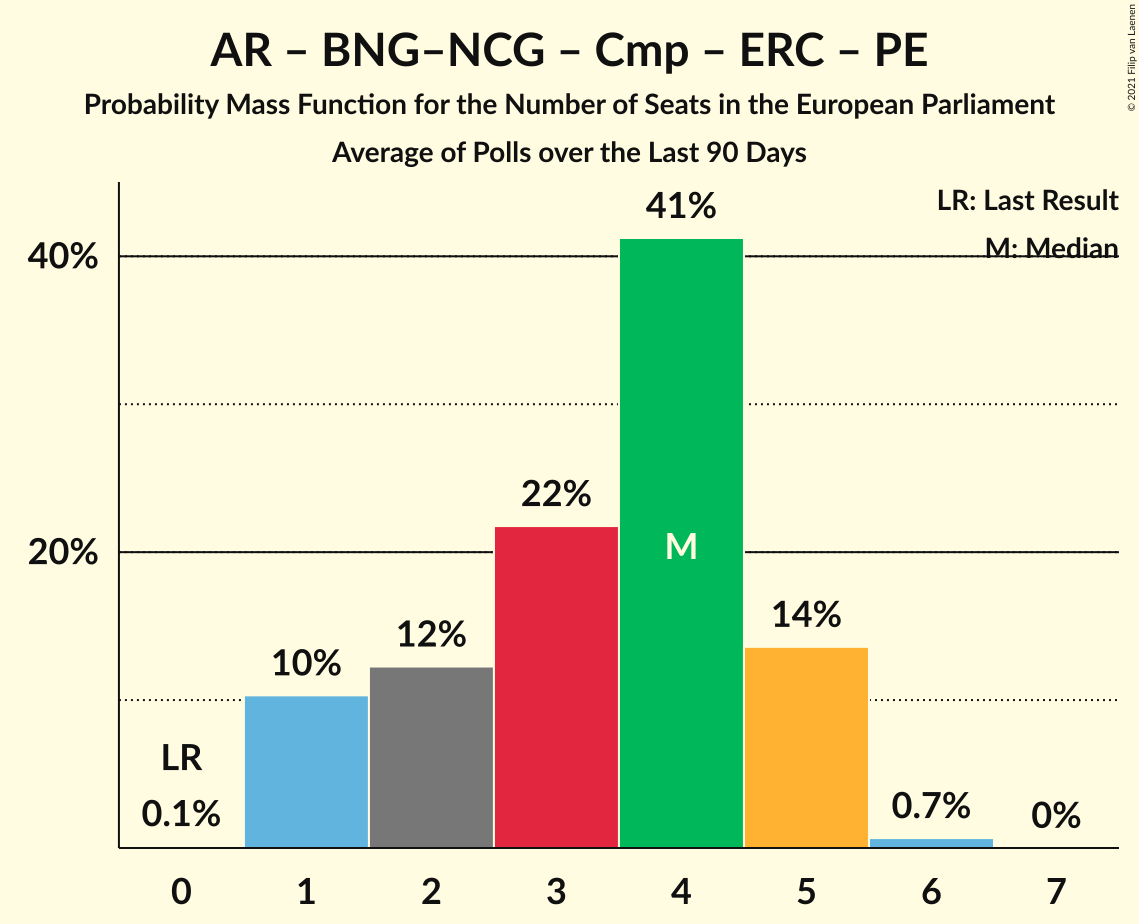 AR – BNG–NCG – Cmp – ERC – PE
Probability Mass Function for the Number of Seats in the European Parliament
Average of Polls over the Last 90 Days
© 2021 Filip van Laenen
LR: Last Result
M: Median
40%
20%
LR
0.1%
10%
12%
22%
41%
M
14%
0.7%
0%
0 1 2 3 4 5 6 7